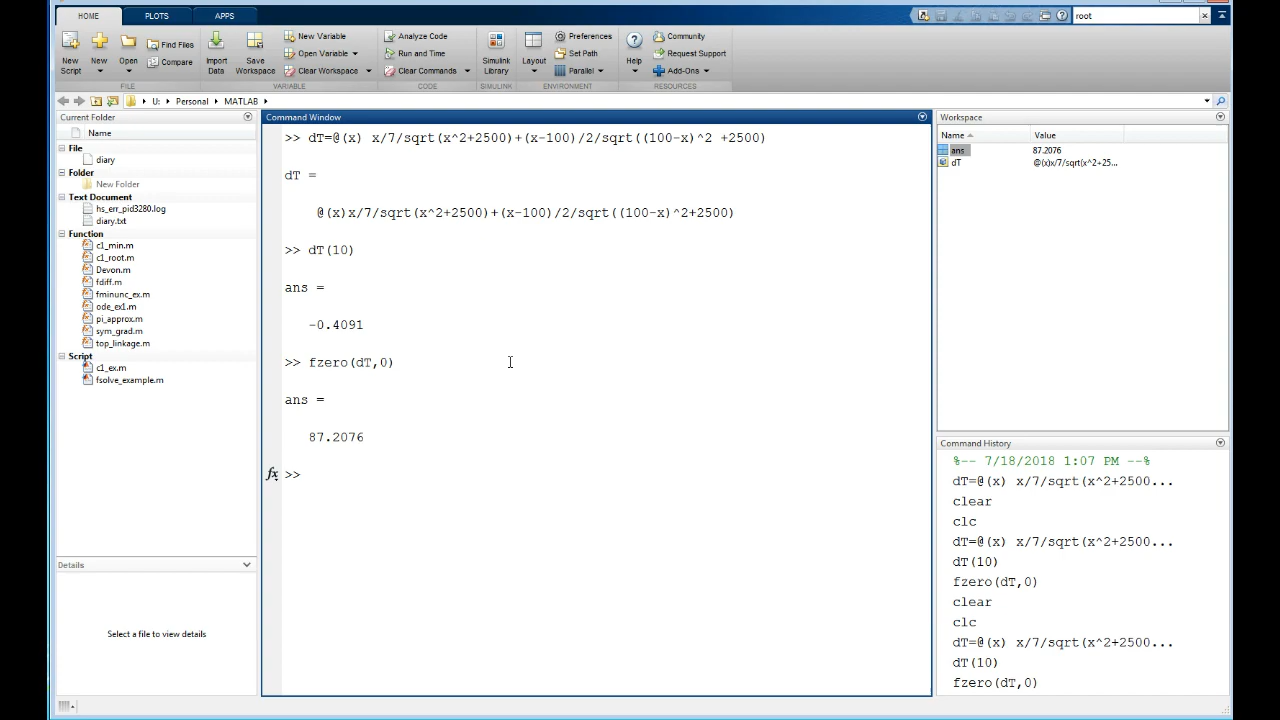 HOME PLOTS APPS root
New Script
New
Open
Find Files
Compare
Import Data
Save Workspace
New Variable
Open Variable
Clear Workspace
Analyze Code
Run and Time
Clear Commands
Simulink Library
Layout
Preferences
Set Path
Parallel
Help
Community
Request Support
Add-Ons
FILE VARIABLE CODE SIMULINK ENVIRONMENT RESOURCES
U: Personal MATLAB
Current Folder
Name
File
diary
Folder
New Folder
Text Document
hs_err_pid3280.log
diary.txt
Function
c1_min.m
c1_root.m
Devon.m
fdiff.m
fminunc_ex.m
ode_ex1.m
pi_approx.m
sym_grad.m
top_linkage.m
Script
c1_ex.m
fsolve_example.m
Details
Select a file to view details
Command Window
>> dT=@(x) x/7/sqrt(x^2+2500)+(x-100)/2/sqrt((100-x)^2 +2500)
dT =
@(x)x/7/sqrt(x^2+2500)+(x-100)/2/sqrt((100-x)^2+2500)
>> dT(10)
ans =
-0.4091
>> fzero(dT,0)
ans =
87.2076
fx >>
Workspace
Name Value
ans 87.2076
dT @(x)x/7/sqrt(x^2+25...
Command History
%-- 7/18/2018 1:07 PM --%
dT=@(x) x/7/sqrt(x^2+2500...
clear
clc
dT=@(x) x/7/sqrt(x^2+2500...
dT(10)
fzero(dT,0)
clear
clc
dT=@(x) x/7/sqrt(x^2+2500...
dT(10)
fzero(dT,0)